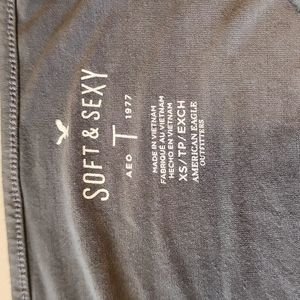 SOFT & SEXY
AEO T 1977
MADE IN VIETNAM
FABRIQUÉ AU VIETNAM
HECHO EN VIETNAM
XS/TP/EXCH
AMERICAN EAGLE
OUTFITTERS